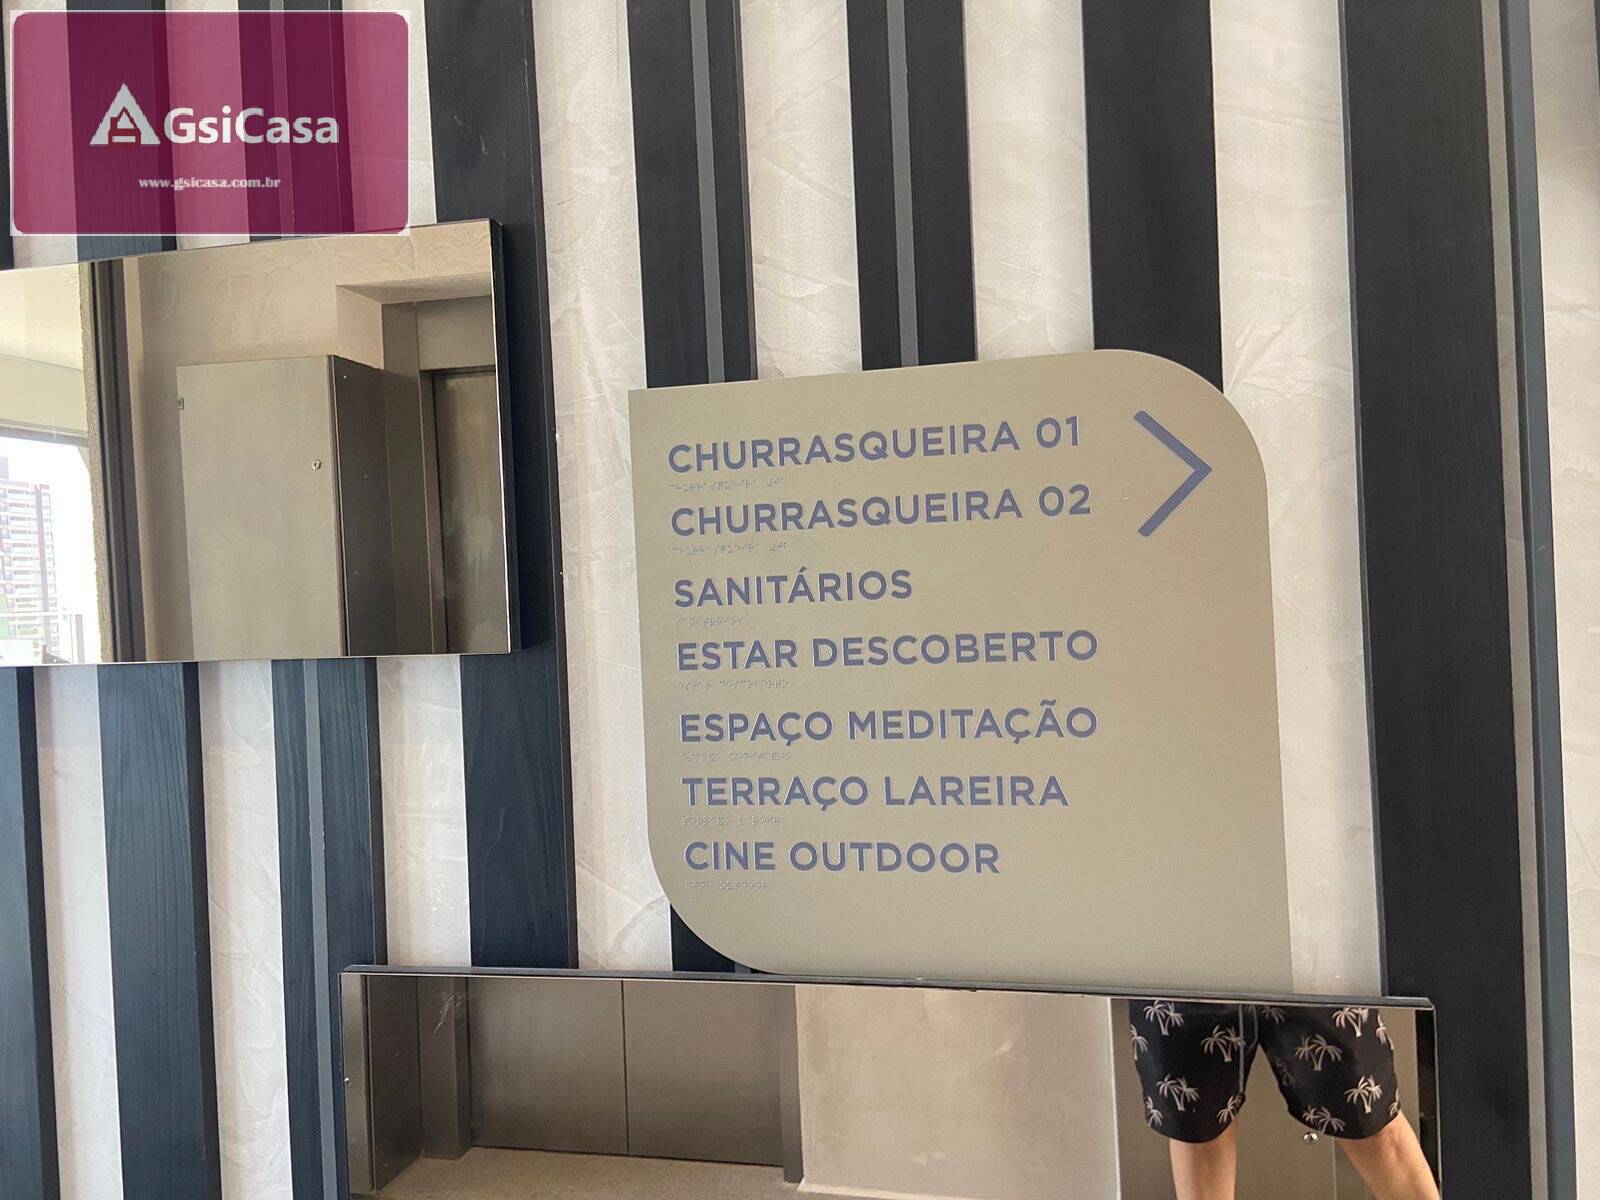 GsiCasa
www.gsicasa.com.br
CHURRASQUEIRA 01
CHURRASQUEIRA 02
SANITÁRIOS
ESTAR DESCOBERTO
ESPAÇO MEDITAÇÃO
TERRAÇO LAREIRA
CINE OUTDOOR